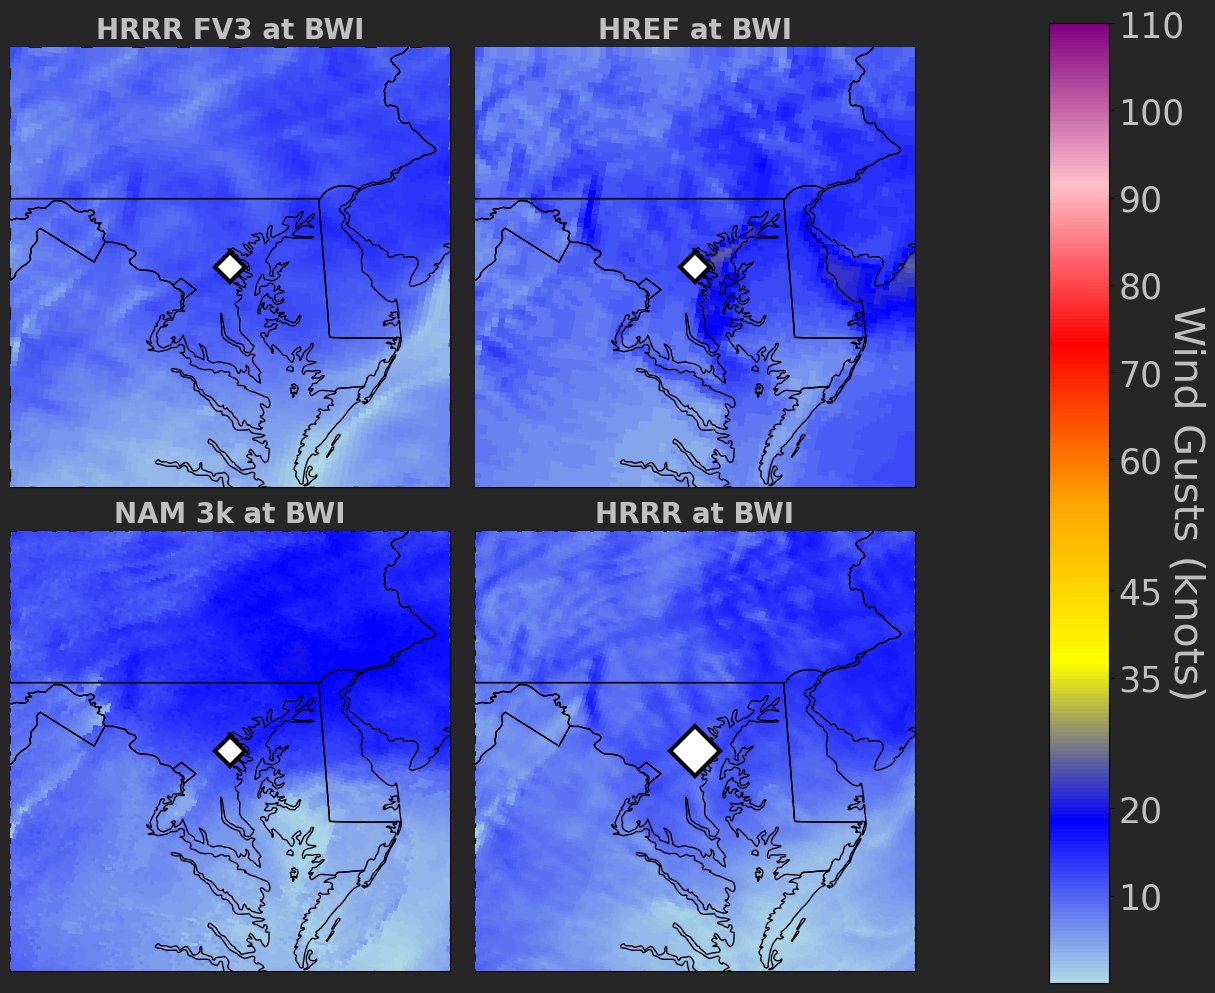 HRRR FV3 at BWI
HREF at BWI
NAM 3k at BWI
HRRR at BWI
110
100
90
80
70
60
45
35
20
10
Wind Gusts (knots)